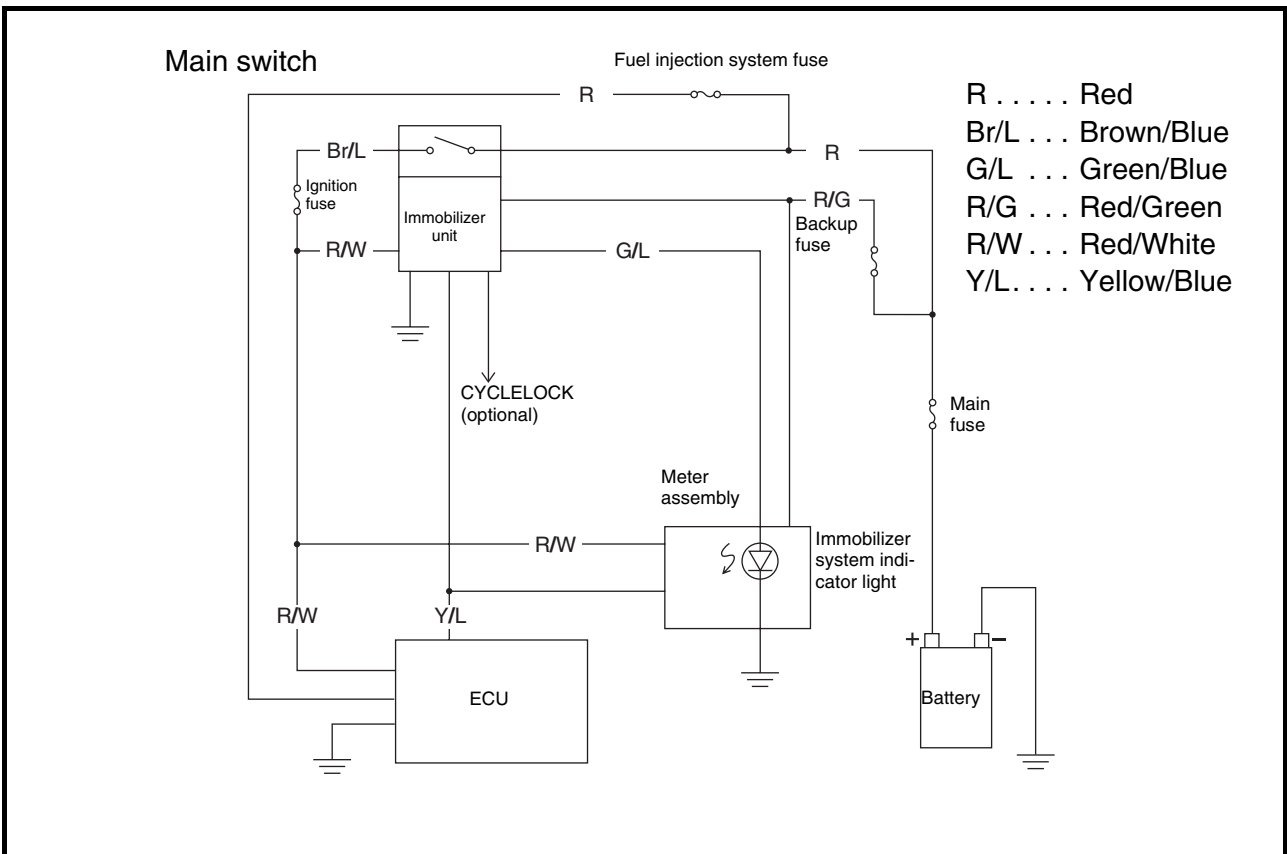 Main switch
Fuel injection system fuse
R
R . . . . . Red
Br/L . . . Brown/Blue
G/L . . . Green/Blue
R/G . . . Red/Green
R/W . . . Red/White
Y/L. . . . Yellow/Blue
Br/L
R
Ignition
fuse
Immobilizer
unit
R/G
Backup
fuse
R/W
G/L
CYCLELOCK
(optional)
Main
fuse
Meter
assembly
R/W
Immobilizer
system indi-
cator light
R/W
Y/L
+
−
ECU
Battery